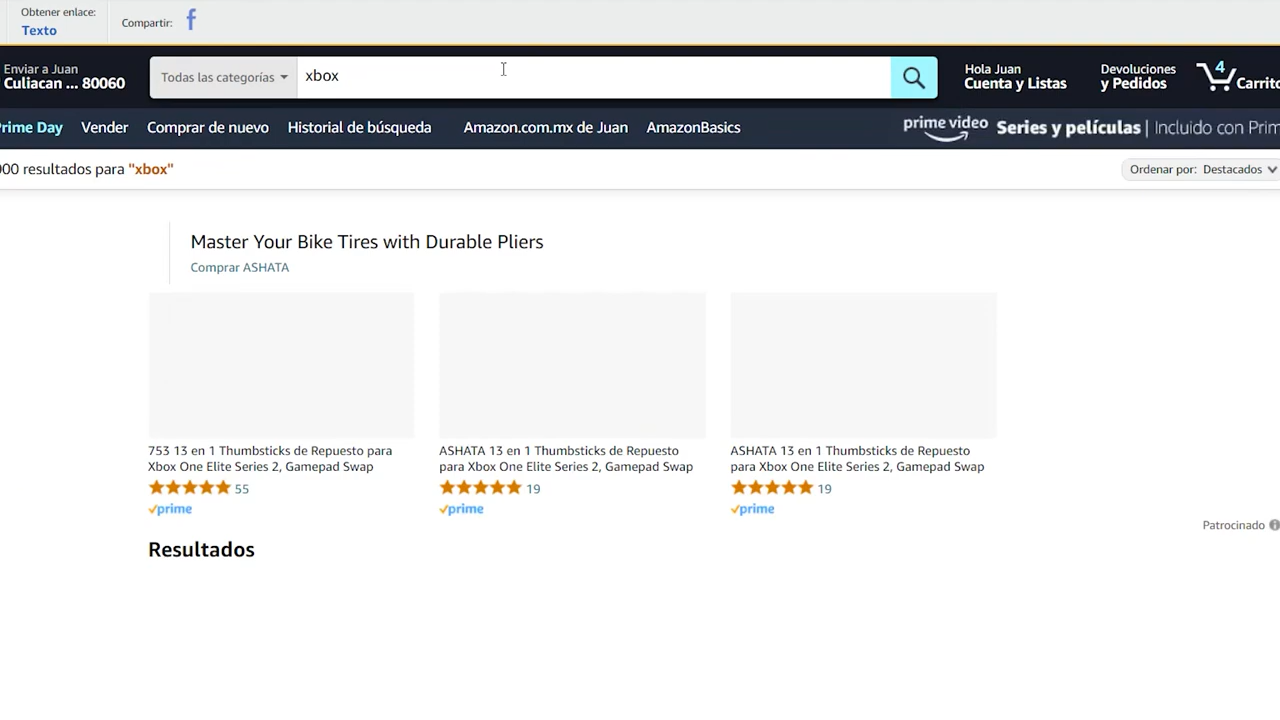 Obtener enlace:
Texto
Compartir:
Enviar a Juan
Culiacan ... 80060
Todas las categorías
xbox
Hola Juan
Cuenta y Listas
Devoluciones
y Pedidos
4
Carrito
Prime Day
Vender
Comprar de nuevo
Historial de búsqueda
Amazon.com.mx de Juan
AmazonBasics
prime video
Series y películas | Incluido con Prim
000 resultados para "xbox"
Ordenar por: Destacados
Master Your Bike Tires with Durable Pliers
Comprar ASHATA
753 13 en 1 Thumbsticks de Repuesto para
Xbox One Elite Series 2, Gamepad Swap
55
prime
ASHATA 13 en 1 Thumbsticks de Repuesto
para Xbox One Elite Series 2, Gamepad Swap
19
prime
ASHATA 13 en 1 Thumbsticks de Repuesto
para Xbox One Elite Series 2, Gamepad Swap
19
prime
Patrocinado
Resultados